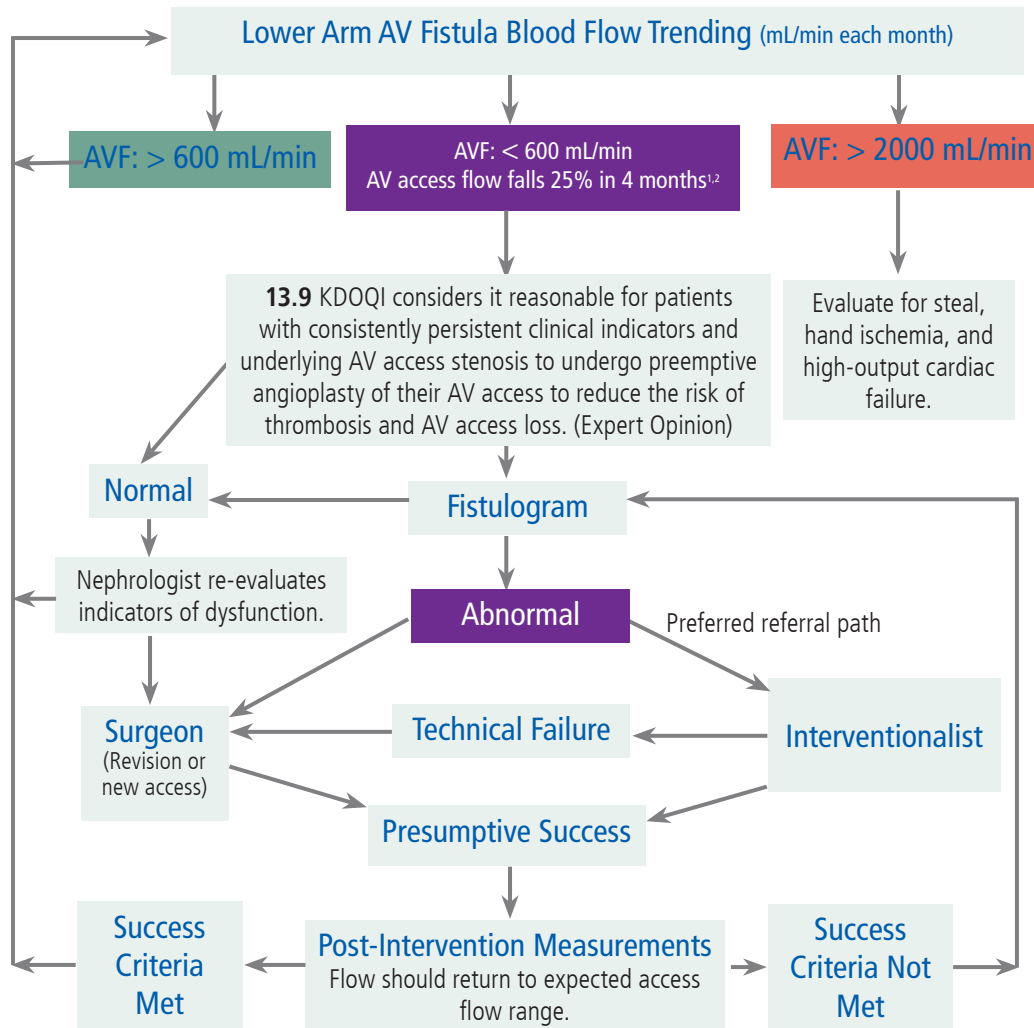 Lower Arm AV Fistula Blood Flow Trending (mL/min each month)
AVF: > 600 mL/min
AVF: < 600 mL/min
AV access flow falls 25% in 4 months¹,²
AVF: > 2000 mL/min
13.9 KDOQI considers it reasonable for patients
with consistently persistent clinical indicators and
underlying AV access stenosis to undergo preemptive
angioplasty of their AV access to reduce the risk of
thrombosis and AV access loss. (Expert Opinion)
Evaluate for steal,
hand ischemia, and
high-output cardiac
failure.
Normal
Fistulogram
Nephrologist re-evaluates
indicators of dysfunction.
Abnormal
Preferred referral path
Surgeon
(Revision or
new access)
Technical Failure
Interventionalist
Presumptive Success
Success
Criteria
Met
Post-Intervention Measurements
Flow should return to expected access
flow range.
Success
Criteria Not
Met